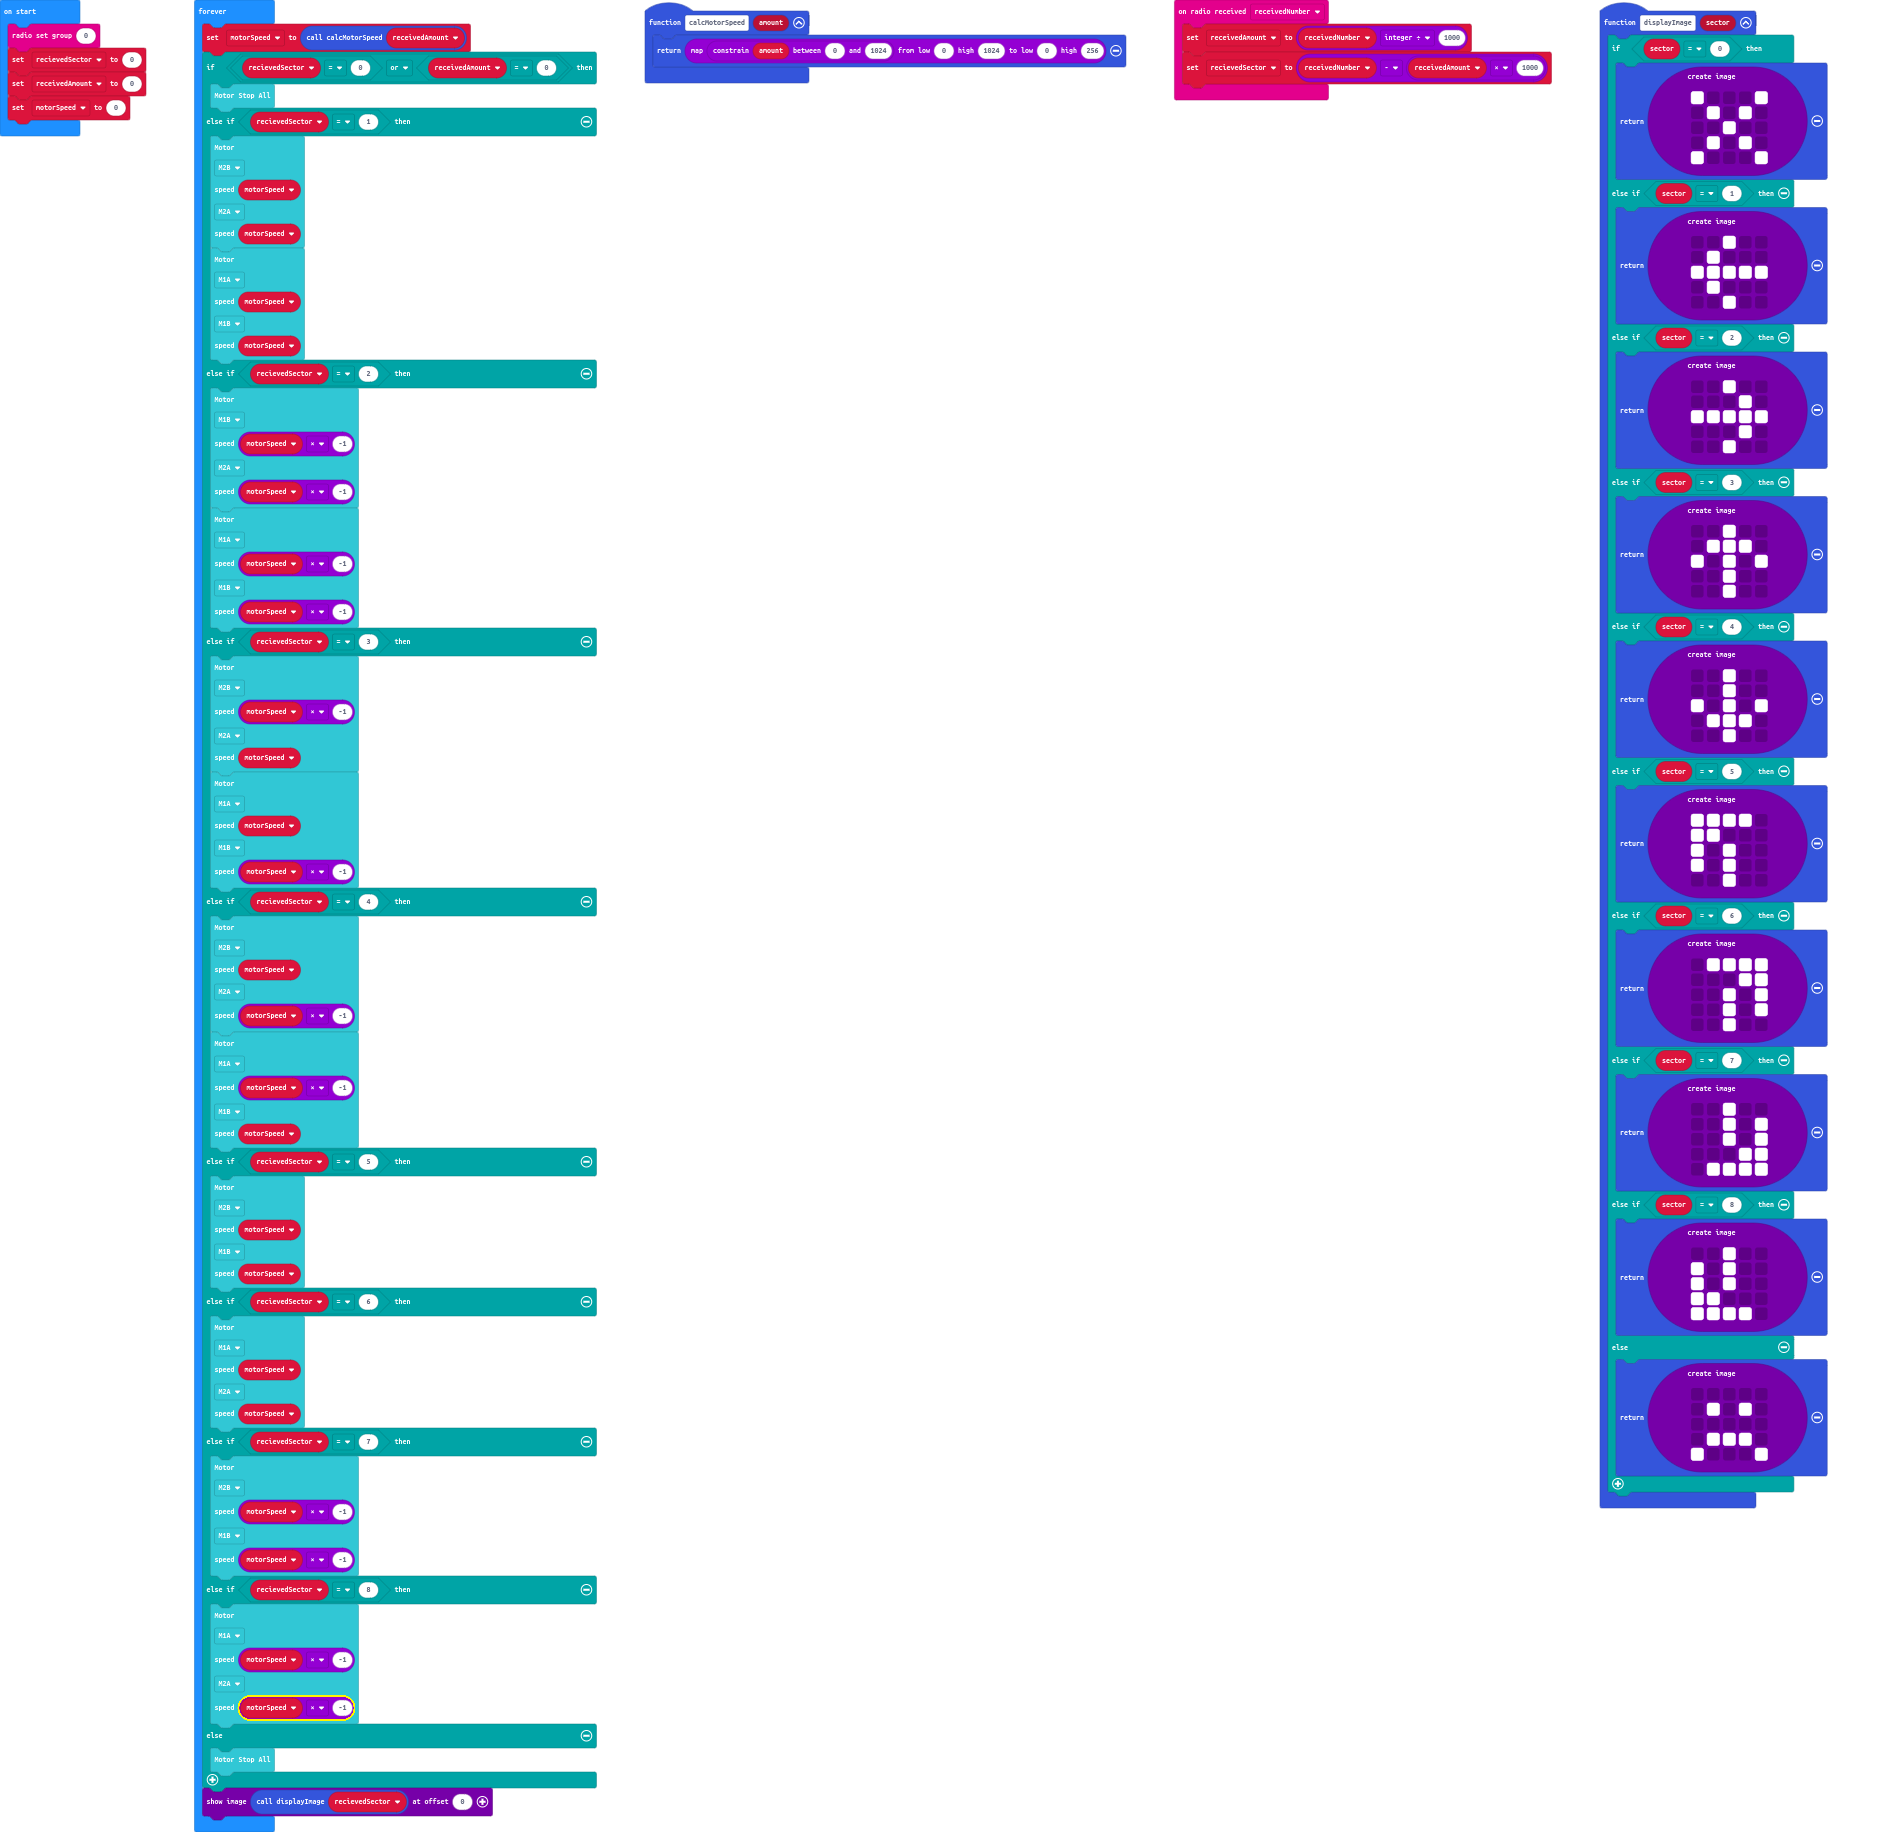 on start
radio set group 0
set recievedSector to 0
set receivedAmount to 0
set motorSpeed to 0
forever
set motorSpeed to call calcMotorSpeed receivedAmount
if recievedSector = 0 or receivedAmount = 0 then
Motor Stop All
else if recievedSector = 1 then
Motor
M2B
speed motorSpeed
M2A
speed motorSpeed
Motor
M1A
speed motorSpeed
M1B
speed motorSpeed
else if recievedSector = 2 then
Motor
M1B
speed motorSpeed × -1
M2A
speed motorSpeed × -1
Motor
M1A
speed motorSpeed × -1
M1B
speed motorSpeed × -1
else if recievedSector = 3 then
Motor
M2B
speed motorSpeed × -1
M2A
speed motorSpeed
Motor
M1A
speed motorSpeed
M1B
speed motorSpeed × -1
else if recievedSector = 4 then
Motor
M2B
speed motorSpeed
M2A
speed motorSpeed × -1
Motor
M1A
speed motorSpeed × -1
M1B
speed motorSpeed
else if recievedSector = 5 then
Motor
M2B
speed motorSpeed
M1B
speed motorSpeed
else if recievedSector = 6 then
Motor
M1A
speed motorSpeed
M2A
speed motorSpeed
else if recievedSector = 7 then
Motor
M2B
speed motorSpeed × -1
M1B
speed motorSpeed × -1
else if recievedSector = 8 then
Motor
M1A
speed motorSpeed × -1
M2A
speed motorSpeed × -1
else
Motor Stop All
show image call displayImage recievedSector at offset 0
function calcMotorSpeed amount
return map constrain amount between 0 and 1024 from low 0 high 1024 to low 0 high 256
on radio received receivedNumber
set receivedAmount to receivedNumber integer ÷ 1000
set recievedSector to receivedNumber - receivedAmount × 1000
function displayImage sector
if sector = 0 then
create image
return
else if sector = 1 then
create image
return
else if sector = 2 then
create image
return
else if sector = 3 then
create image
return
else if sector = 4 then
create image
return
else if sector = 5 then
create image
return
else if sector = 6 then
create image
return
else if sector = 7 then
create image
return
else if sector = 8 then
create image
return
else
create image
return